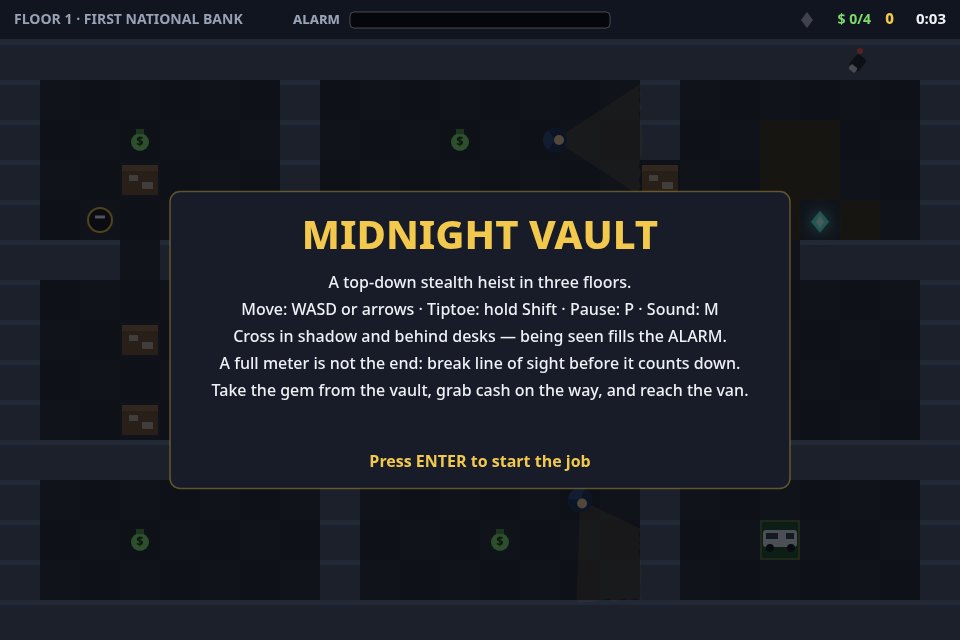 FLOOR 1 · FIRST NATIONAL BANK ALARM $ 0/4 0 0:03
$ $
MIDNIGHT VAULT
A top-down stealth heist in three floors.
Move: WASD or arrows · Tiptoe: hold Shift · Pause: P · Sound: M
Cross in shadow and behind desks — being seen fills the ALARM.
A full meter is not the end: break line of sight before it counts down.
Take the gem from the vault, grab cash on the way, and reach the van.
Press ENTER to start the job
$ $